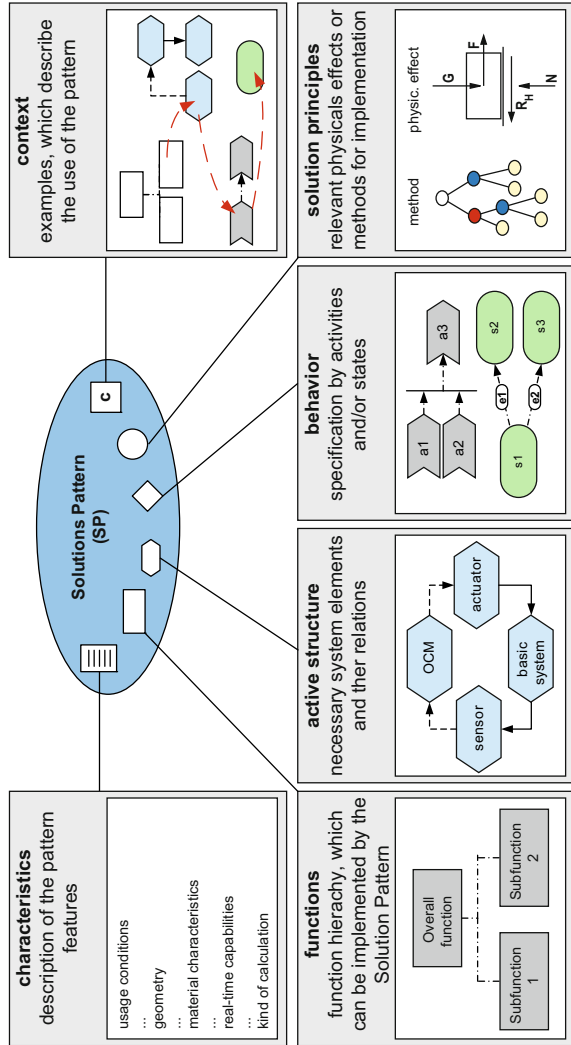 characteristics
description of the pattern
features
usage conditions
...
geometry
...
material characteristics
...
real-time capabilities
...
kind of calculation
Solutions Pattern
(SP)
c
context
examples, which describe
the use of the pattern
functions
function hierachy, which
can be implemented by the
Solution Pattern
Overall
function
Subfunction
1
Subfunction
2
active structure
necessary system elements
and ther relations
OCM
sensor
actuator
basic
system
behavior
specification by activities
and/or states
a1
a2
a3
s1
e1
e2
s2
s3
solution principles
relevant physicals effects or
methods for implementation
method
physic. effect
G
F
R_H
N